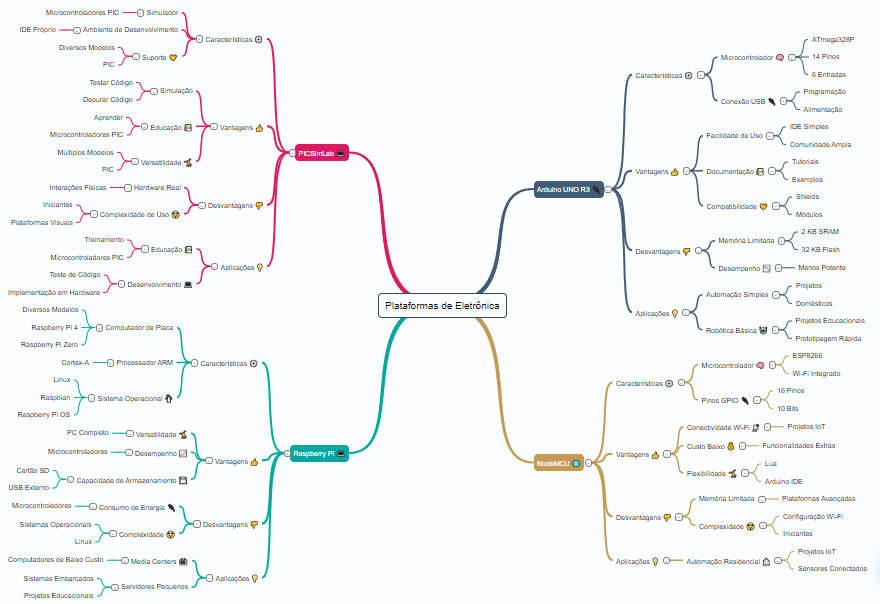 Plataformas de Eletrônica
PICSimLab
Características
Simulador
Microcontroladores PIC
Ambiente de Desenvolvimento
IDE Próprio
Suporte
Diversos Modelos
PIC
Vantagens
Simulação
Testar Código
Depurar Código
Educação
Aprender
Microcontroladores PIC
Versatilidade
Múltiplos Modelos
PIC
Desvantagens
Hardware Real
Interações Físicas
Complexidade de Uso
Iniciantes
Plataformas Visuais
Aplicações
Educação
Treinamento
Microcontroladores PIC
Desenvolvimento
Teste de Código
Implementação em Hardware
Raspberry Pi
Características
Computador de Placa
Diversos Modelos
Raspberry Pi 4
Raspberry Pi Zero
Processador ARM
Cortex-A
Sistema Operacional
Linux
Raspbian
Raspberry Pi OS
Vantagens
Versatilidade
PC Completo
Desempenho
Microcontroladores
Capacidade de Armazenamento
Cartão SD
USB Externo
Desvantagens
Consumo de Energia
Microcontroladores
Complexidade
Sistemas Operacionais
Linux
Aplicações
Media Centers
Computadores de Baixo Custo
Servidores Pequenos
Sistemas Embarcados
Projetos Educacionais
Arduino UNO R3
Características
Microcontrolador
ATmega328P
14 Pinos
6 Entradas
Conexão USB
Programação
Alimentação
Vantagens
Facilidade de Uso
IDE Simples
Comunidade Ampla
Documentação
Tutoriais
Exemplos
Compatibilidade
Shields
Módulos
Desvantagens
Memória Limitada
2 KB SRAM
32 KB Flash
Desempenho
Menos Potente
Aplicações
Automação Simples
Projetos
Domésticos
Robótica Básica
Projetos Educacionais
Prototipagem Rápida
NodeMCU
Características
Microcontrolador
ESP8266
Wi-Fi Integrado
Pinos GPIO
16 Pinos
10 Bits
Vantagens
Conectividade Wi-Fi
Projetos IoT
Custo Baixo
Funcionalidades Extras
Flexibilidade
Lua
Arduino IDE
Desvantagens
Memória Limitada
Plataformas Avançadas
Complexidade
Configuração Wi-Fi
Iniciantes
Aplicações
Automação Residencial
Projetos IoT
Sensores Conectados